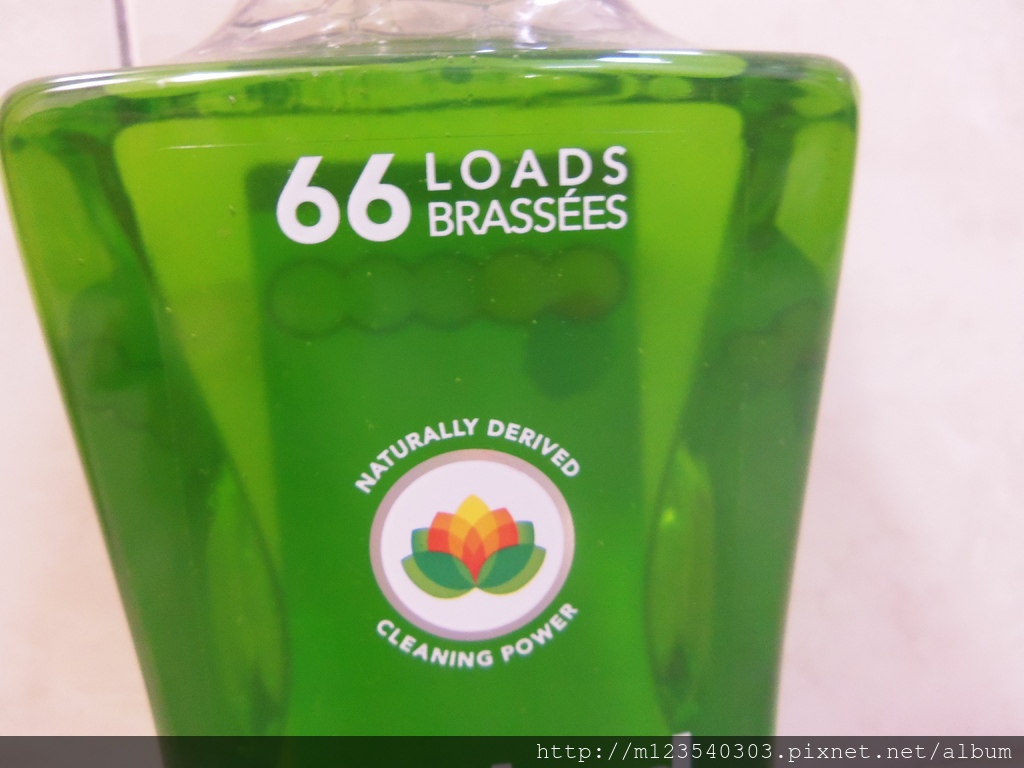 66 LOADS
BRASSÉES
NATURALLY DERIVED
CLEANING POWER
http://m123540303.pixnet.net/album